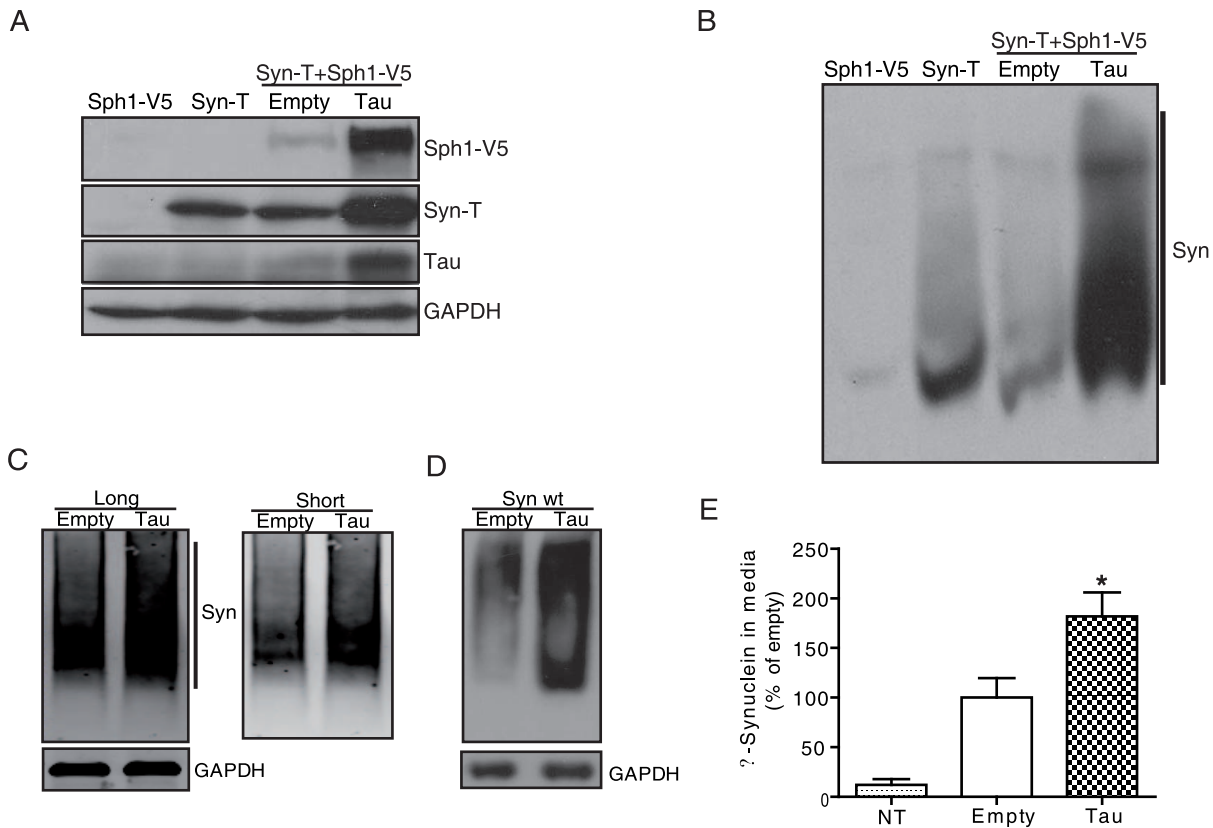 A
Syn-T+Sph1-V5
Sph1-V5 Syn-T Empty Tau
Sph1-V5
Syn-T
Tau
GAPDH
B
Syn-T+Sph1-V5
Sph1-V5 Syn-T Empty Tau
Syn
C
Long
Empty Tau
Syn
GAPDH
Short
Empty Tau
D
Syn wt
Empty Tau
GAPDH
E
?-Synuclein in media
(% of empty)
250
200
150
100
50
0
*
NT Empty Tau